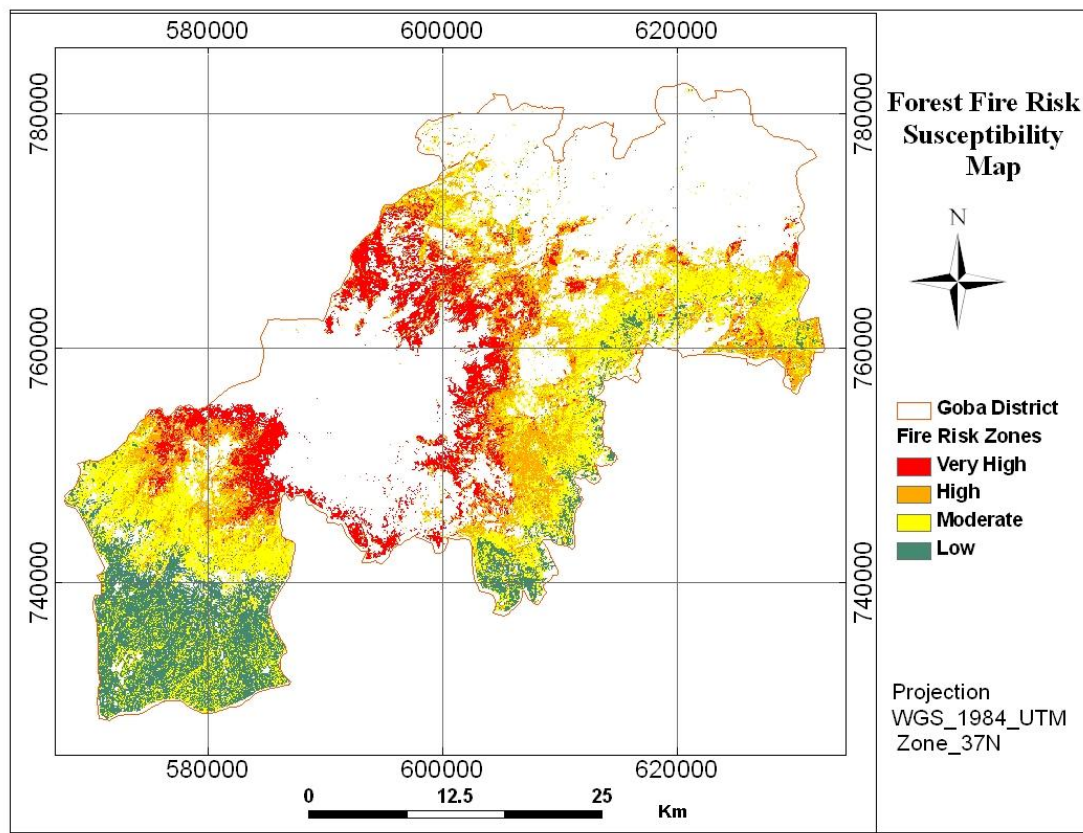 580000 600000 620000
780000 780000
760000 760000
740000 740000
580000 600000 620000
0 12.5 25 Km
Forest Fire Risk
Susceptibility
Map
N
Goba District
Fire Risk Zones
Very High
High
Moderate
Low
Projection
WGS_1984_UTM
Zone_37N